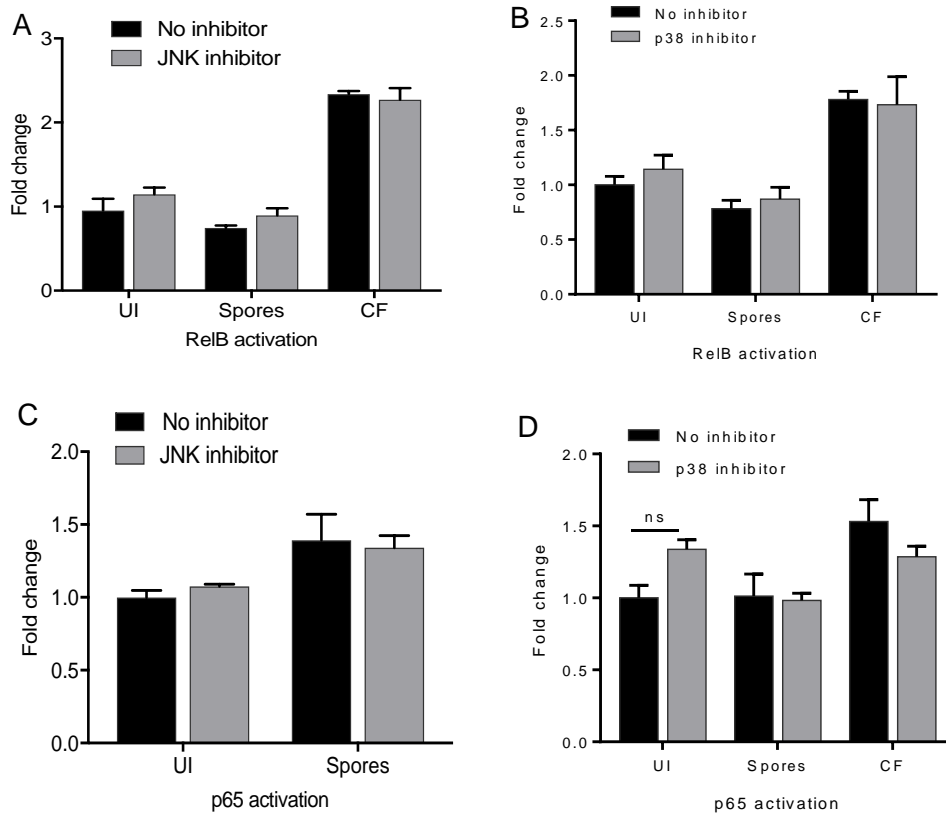 A
No inhibitor
JNK inhibitor
3
2
1
0
Fold change
UI Spores CF
RelB activation
B
No inhibitor
p38 inhibitor
2.5
2.0
1.5
1.0
0.5
0.0
Fold change
UI Spores CF
RelB activation
C
No inhibitor
JNK inhibitor
2.0
1.5
1.0
0.5
0.0
Fold change
UI Spores
p65 activation
D
No inhibitor
p38 inhibitor
2.0
1.5
1.0
0.5
0.0
ns
Fold change
UI Spores CF
p65 activation